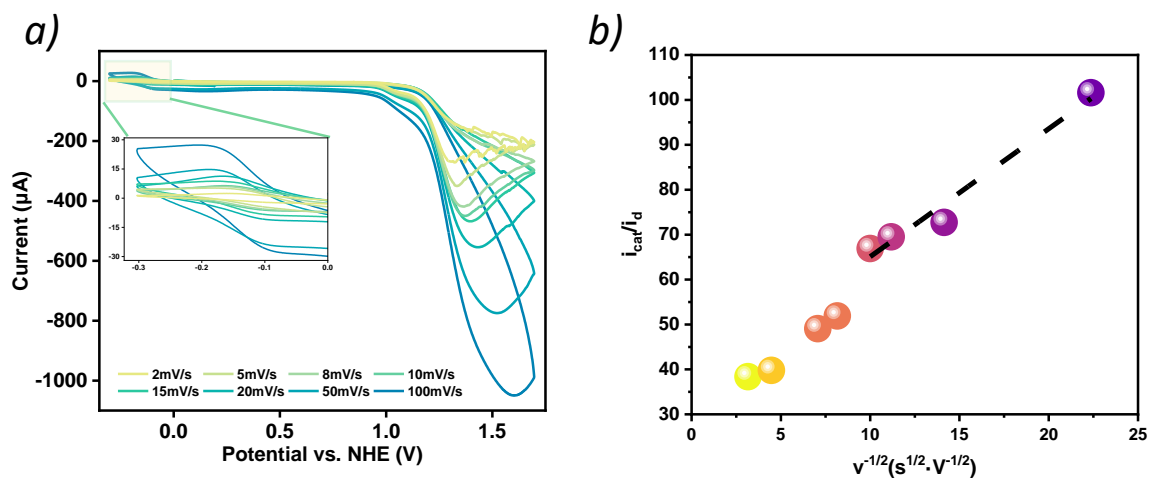 a)
0
-200
-400
-600
-800
-1000
Current (µA)
30
15
0
-15
-30
-0.3 -0.2 -0.1 0.0
2mV/s 5mV/s 8mV/s 10mV/s
15mV/s 20mV/s 50mV/s 100mV/s
0.0 0.5 1.0 1.5
Potential vs. NHE (V)
b)
110
100
90
80
70
60
50
40
30
i_cat/i_d
0 5 10 15 20 25
v^-1/2(s^1/2·V^-1/2)